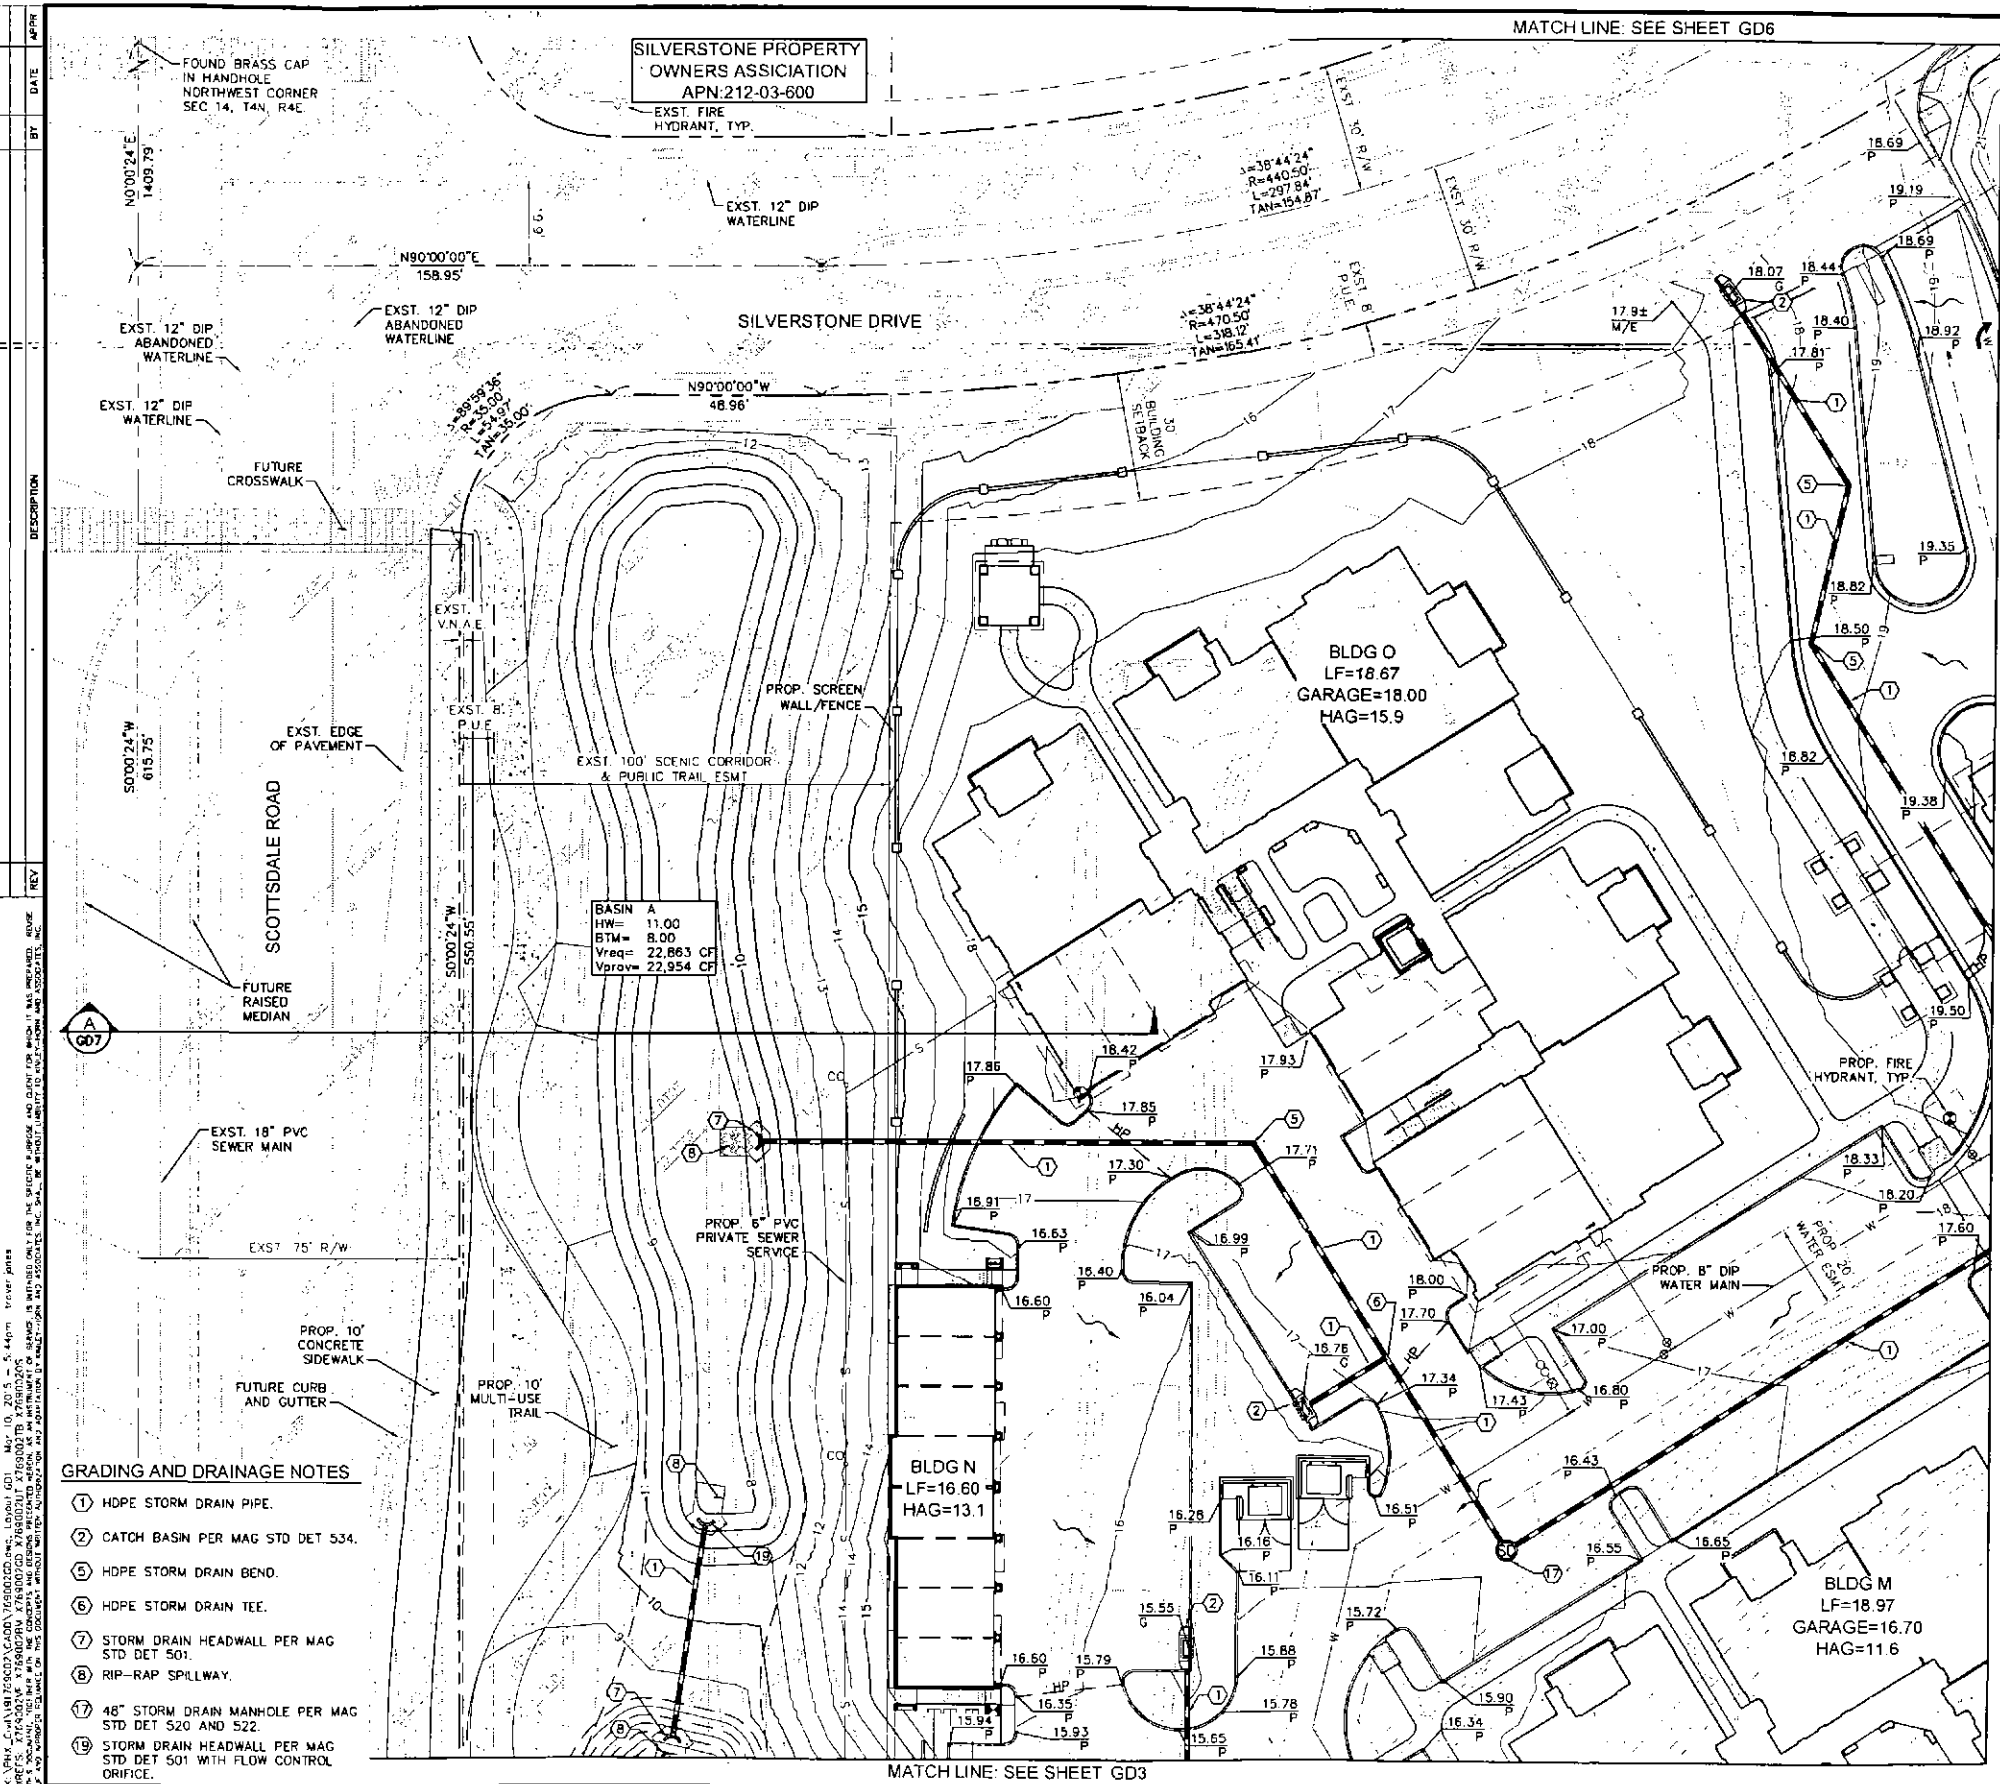 MATCH LINE: SEE SHEET GD6
SILVERSTONE PROPERTY
OWNERS ASSICIATION
APN:212-03-600
FOUND BRASS CAP
IN HANDHOLE
NORTHWEST CORNER
SEC 14, T4N, R4E.
EXST. FIRE
HYDRANT, TYP.
APPR
DATE
BY
DESCRIPTION
REV
N0°00'24"E
1409.79'
EXST. 12" DIP
WATERLINE
N90°00'00"E
158.95'
EXST. 12" DIP
ABANDONED
WATERLINE
EXST. 12" DIP
ABANDONED
WATERLINE
EXST. 12" DIP
WATERLINE
SILVERSTONE DRIVE
N90°00'00"W
48.96'
Δ=89°59'36"
R=35.00'
L=54.97'
TAN=35.00'
Δ=38°44'24"
R=440.50'
L=297.84'
TAN=154.87'
Δ=38°44'24"
R=470.50'
L=318.12'
TAN=165.41'
EXST. 30' R/W
EXST. 8'
P.U.E.
30'
BUILDING
SETBACK
FUTURE
CROSSWALK
EXST. 1'
V.N.A.E.
EXST. 8'
P.U.E.
EXST. EDGE
OF PAVEMENT
PROP. SCREEN
WALL/FENCE
EXST. 100' SCENIC CORRIDOR
& PUBLIC TRAIL ESMT
S0°00'24"W
615.75'
SCOTTSDALE ROAD
S0°00'24"W
550.55'
BASIN A
HW= 11.00
BTM= 8.00
Vreq= 22,863 CF
Vprov= 22,954 CF
FUTURE
RAISED
MEDIAN
A
GD7
BLDG O
LF=18.67
GARAGE=18.00
HAG=15.9
18.69
P
19.19
P
18.69
P
18.07
G
18.44
P
17.9±
M/E
18.40
P
18.92
P
17.81
P
19.35
P
18.82
P
18.50
P
18.82
P
19.38
P
19.50
P
PROP. FIRE
HYDRANT, TYP.
17.86
P
18.42
P
17.85
P
17.93
P
HP
17.30
P
17.71
P
18.33
P
18.20
P
17.60
P
EXST. 18" PVC
SEWER MAIN
EXST 75' R/W
PROP. 6" PVC
PRIVATE SEWER
SERVICE
16.91
P
16.63
P
16.40
P
16.99
P
16.04
P
16.60
P
PROP. 8" DIP
WATER MAIN
PROP. 20'
WATER ESMT
18.00
P
17.70
P
17.00
P
16.76
G
HP
17.34
P
17.43
P
16.80
P
PROP. 10'
CONCRETE
SIDEWALK
FUTURE CURB
AND GUTTER
PROP. 10'
MULTI-USE
TRAIL
BLDG N
LF=16.60
HAG=13.1
16.28
P
16.16
P
16.11
P
16.51
P
16.43
P
16.55
P
16.65
P
SD
BLDG M
LF=18.97
GARAGE=16.70
HAG=11.6
15.55
G
15.72
P
15.88
P
15.79
P
16.60
P
HP
16.35
P
15.94
P
15.93
P
15.78
P
15.65
P
15.90
P
16.34
P
GRADING AND DRAINAGE NOTES
1 HDPE STORM DRAIN PIPE.
2 CATCH BASIN PER MAG STD DET 534.
5 HDPE STORM DRAIN BEND.
6 HDPE STORM DRAIN TEE.
7 STORM DRAIN HEADWALL PER MAG
STD DET 501.
8 RIP-RAP SPILLWAY.
17 48" STORM DRAIN MANHOLE PER MAG
STD DET 520 AND 522.
19 STORM DRAIN HEADWALL PER MAG
STD DET 501 WITH FLOW CONTROL
ORIFICE.
MATCH LINE: SEE SHEET GD3